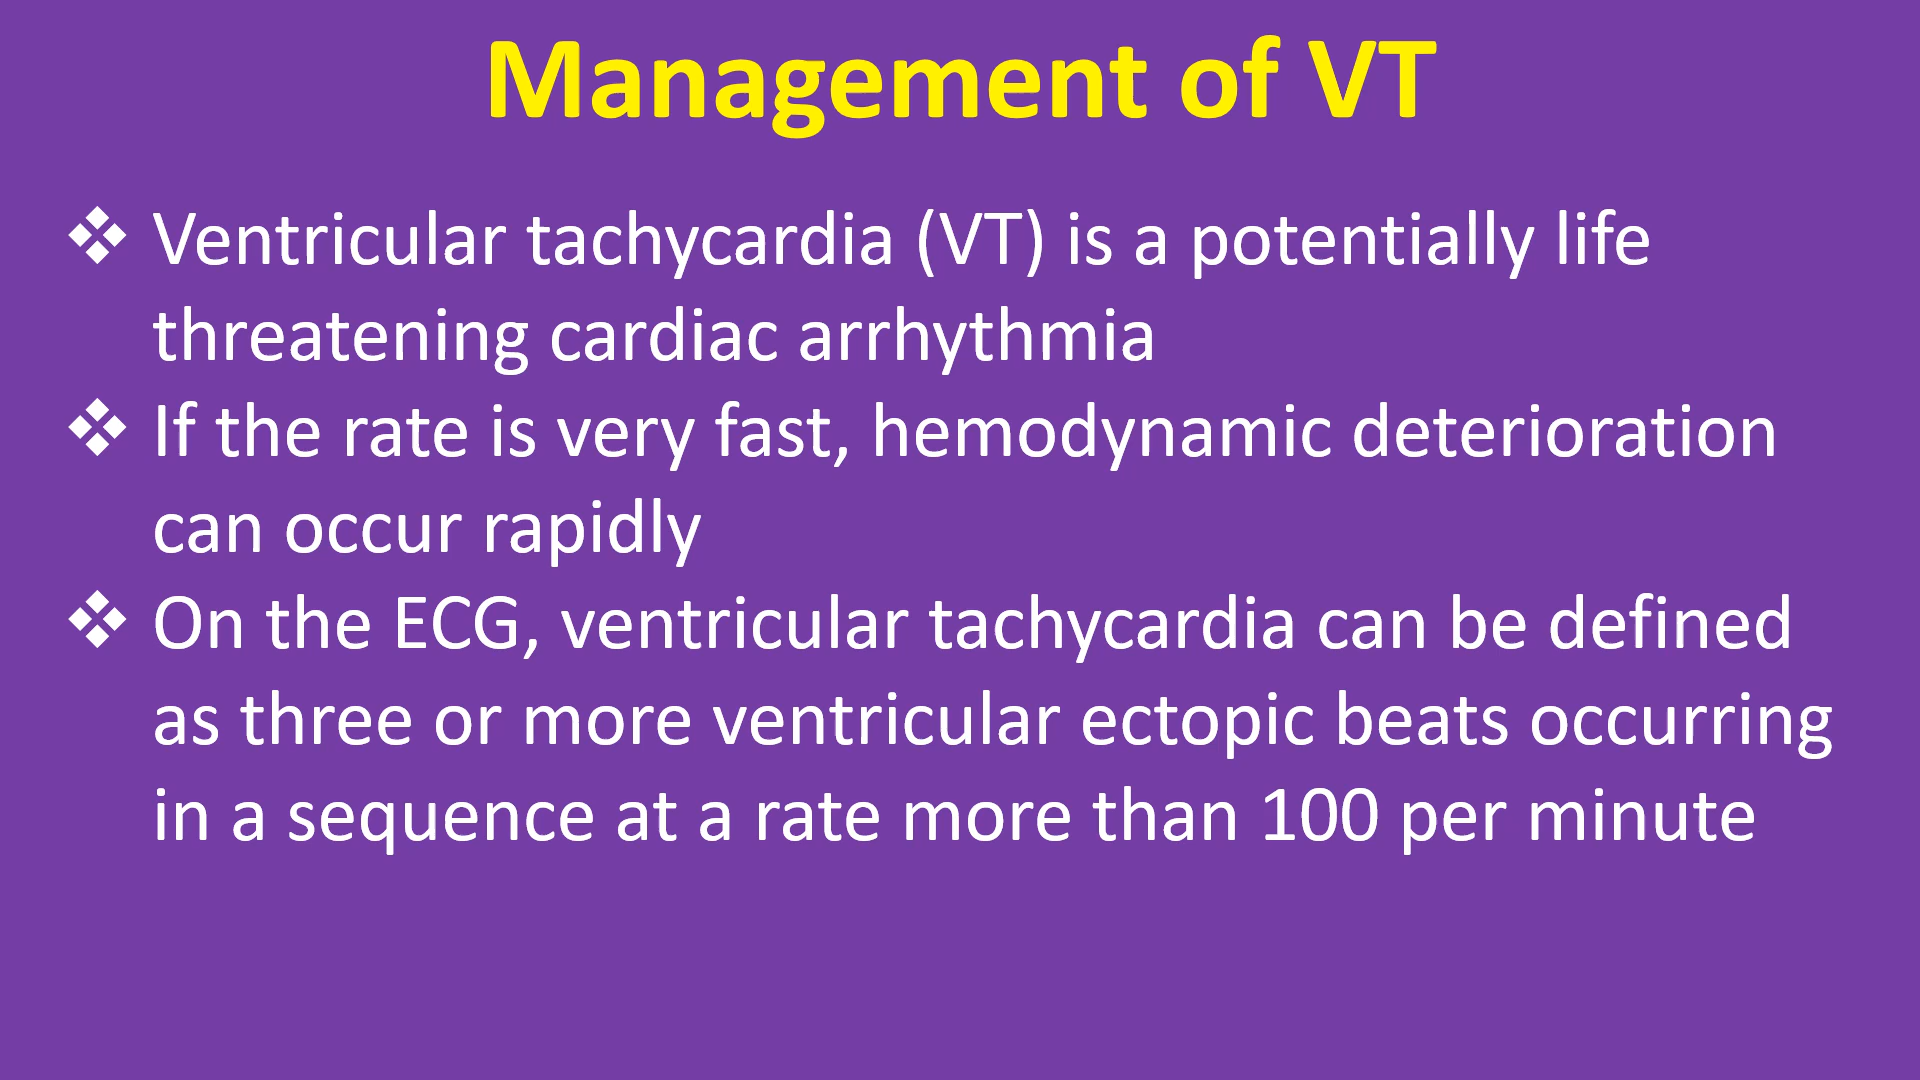 Management of VT
❖ Ventricular tachycardia (VT) is a potentially life
threatening cardiac arrhythmia
❖ If the rate is very fast, hemodynamic deterioration
can occur rapidly
❖ On the ECG, ventricular tachycardia can be defined
as three or more ventricular ectopic beats occurring
in a sequence at a rate more than 100 per minute